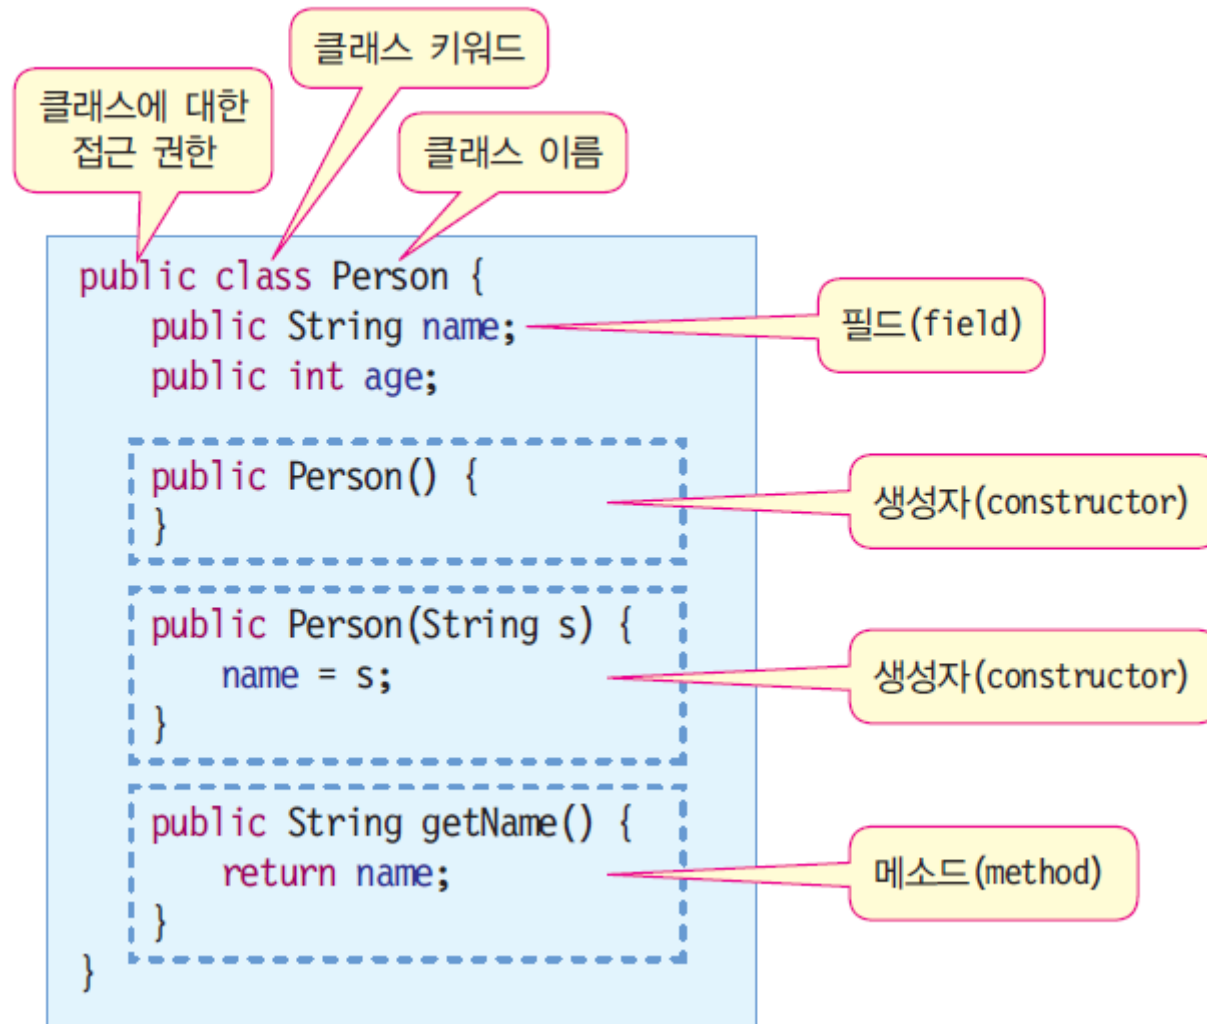 클래스 키워드
클래스에 대한
접근 권한
클래스 이름
public class Person {
public String name;
필드(field)
public int age;
public Person() {
}
생성자(constructor)
public Person(String s) {
name = s;
}
생성자(constructor)
public String getName() {
return name;
}
메소드(method)
}